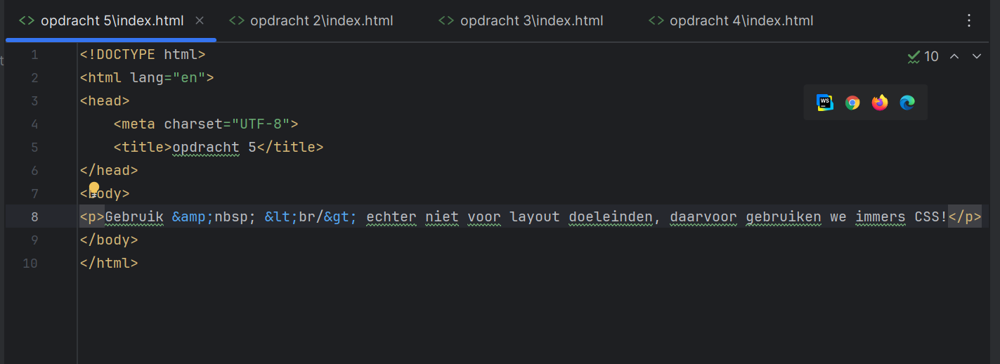 opdracht 5\index.html opdracht 2\index.html opdracht 3\index.html opdracht 4\index.html
10
WS
1 <!DOCTYPE html>
2 <html lang="en">
3 <head>
4     <meta charset="UTF-8">
5     <title>opdracht 5</title>
6 </head>
7 <body>
8 <p>Gebruik &amp;nbsp; &lt;br/&gt; echter niet voor layout doeleinden, daarvoor gebruiken we immers CSS!</p>
9 </body>
10 </html>